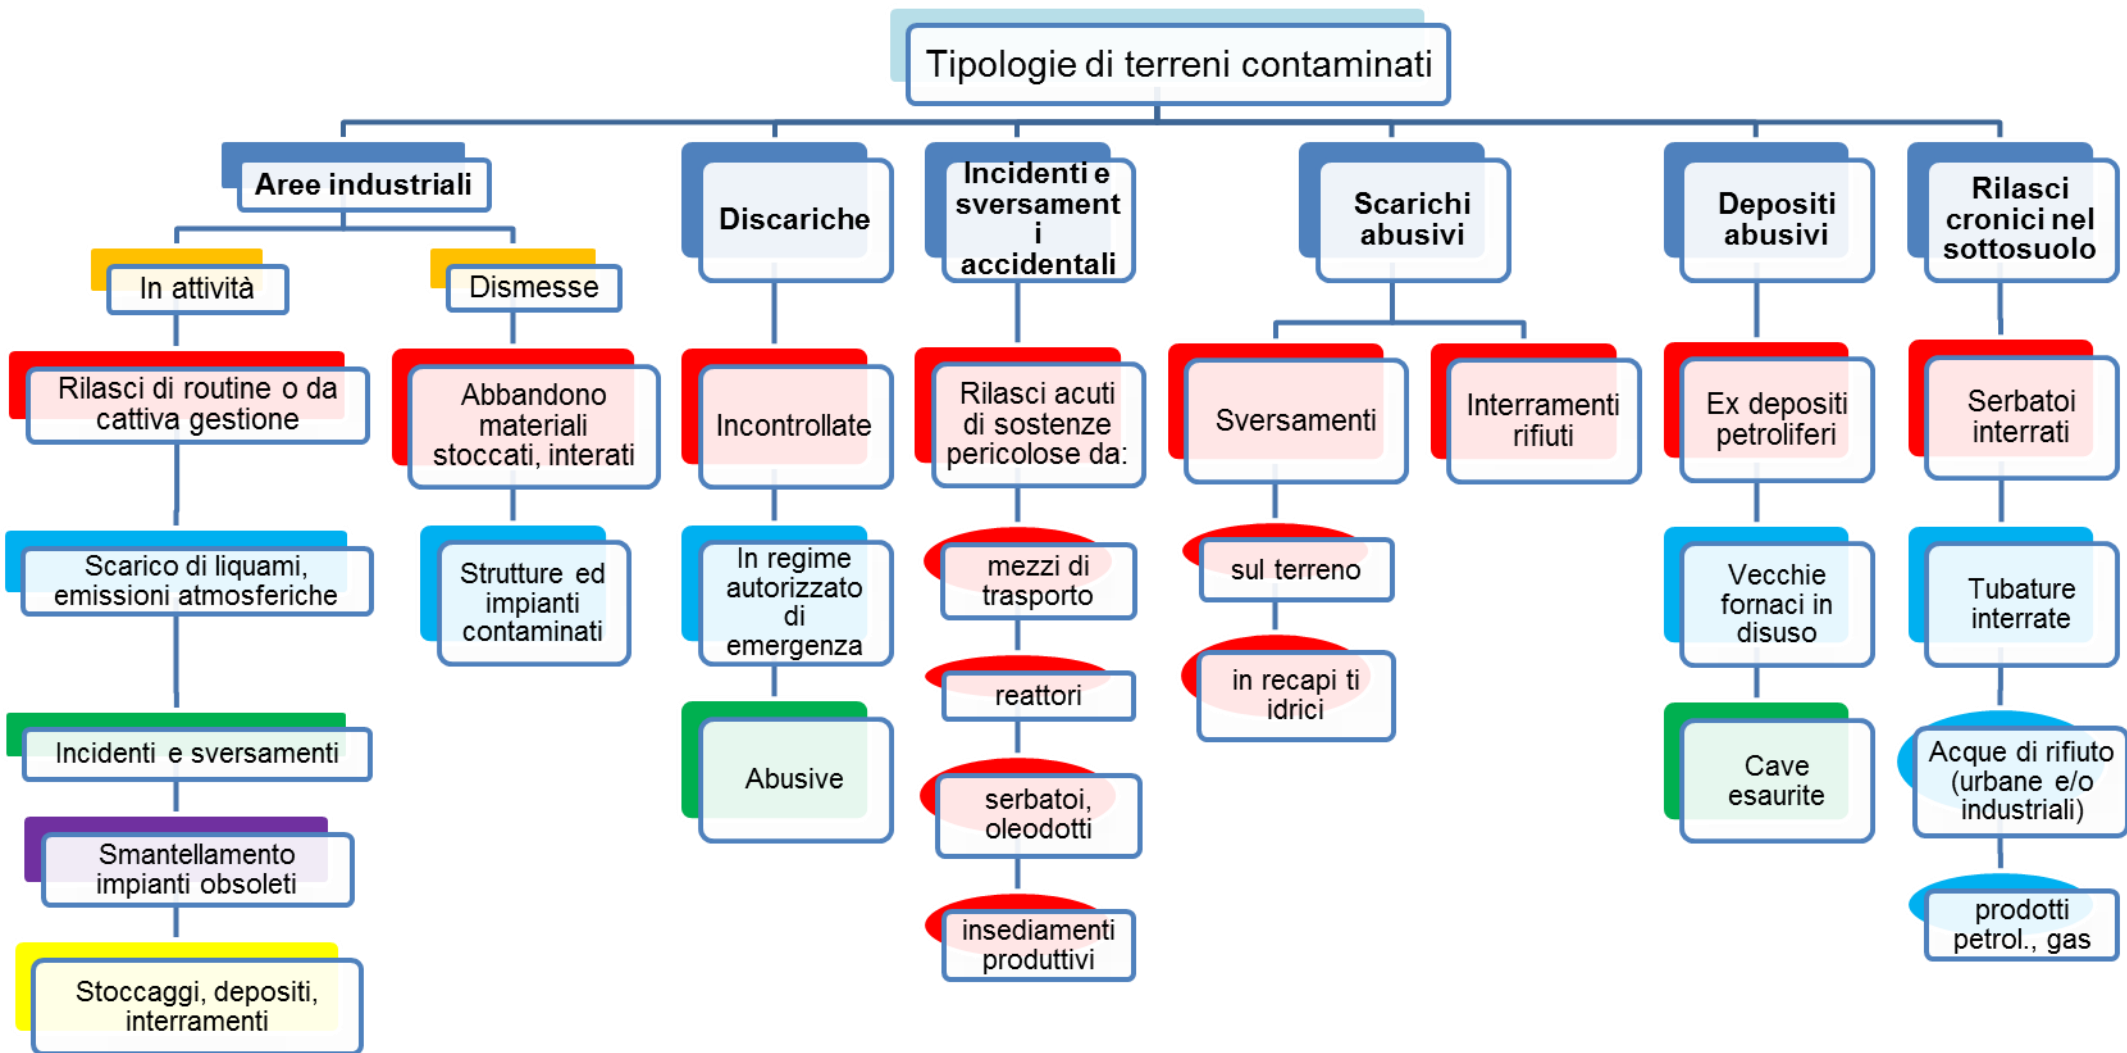 Tipologie di terreni contaminati
Aree industriali
In attività
Rilasci di routine o da
cattiva gestione
Scarico di liquami,
emissioni atmosferiche
Incidenti e sversamenti
Smantellamento
impianti obsoleti
Stoccaggi, depositi,
interramenti
Dismesse
Abbandono
materiali
stoccati, interati
Strutture ed
impianti
contaminati
Discariche
Incontrollate
In regime
autorizzato
di
emergenza
Abusive
Incidenti e
sversament
i
accidentali
Rilasci acuti
di sostenze
pericolose da:
mezzi di
trasporto
reattori
serbatoi,
oleodotti
insediamenti
produttivi
Scarichi
abusivi
Sversamenti
sul terreno
in recapi ti
idrici
Interramenti
rifiuti
Depositi
abusivi
Ex depositi
petroliferi
Vecchie
fornaci in
disuso
Cave
esaurite
Rilasci
cronici nel
sottosuolo
Serbatoi
interrati
Tubature
interrate
Acque di rifiuto
(urbane e/o
industriali)
prodotti
petrol., gas